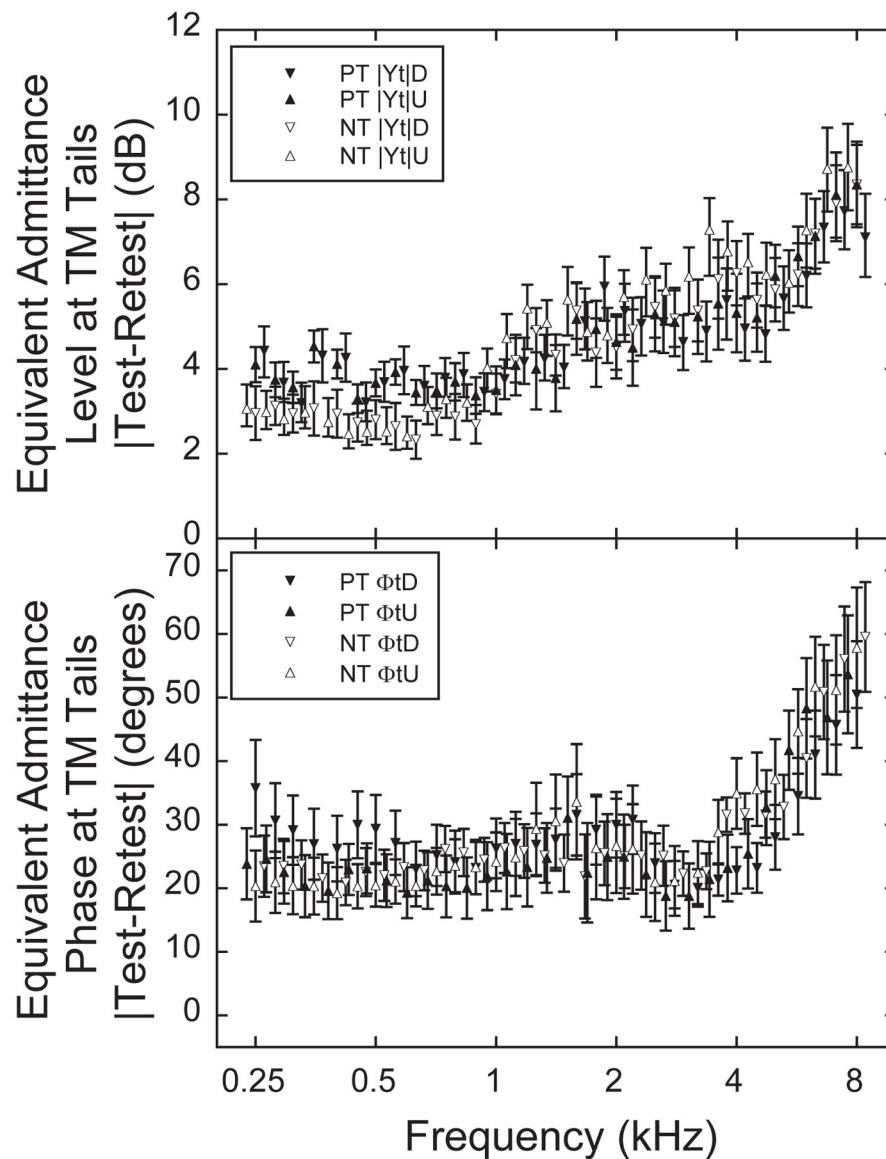 Equivalent Admittance
Level at TM Tails
|Test-Retest| (dB)
12
10
8
6
4
2
0
PT |Yt|D
PT |Yt|U
NT |Yt|D
NT |Yt|U
Equivalent Admittance
Phase at TM Tails
|Test-Retest| (degrees)
70
60
50
40
30
20
10
0
PT ΦtD
PT ΦtU
NT ΦtD
NT ΦtU
0.25 0.5 1 2 4 8
Frequency (kHz)